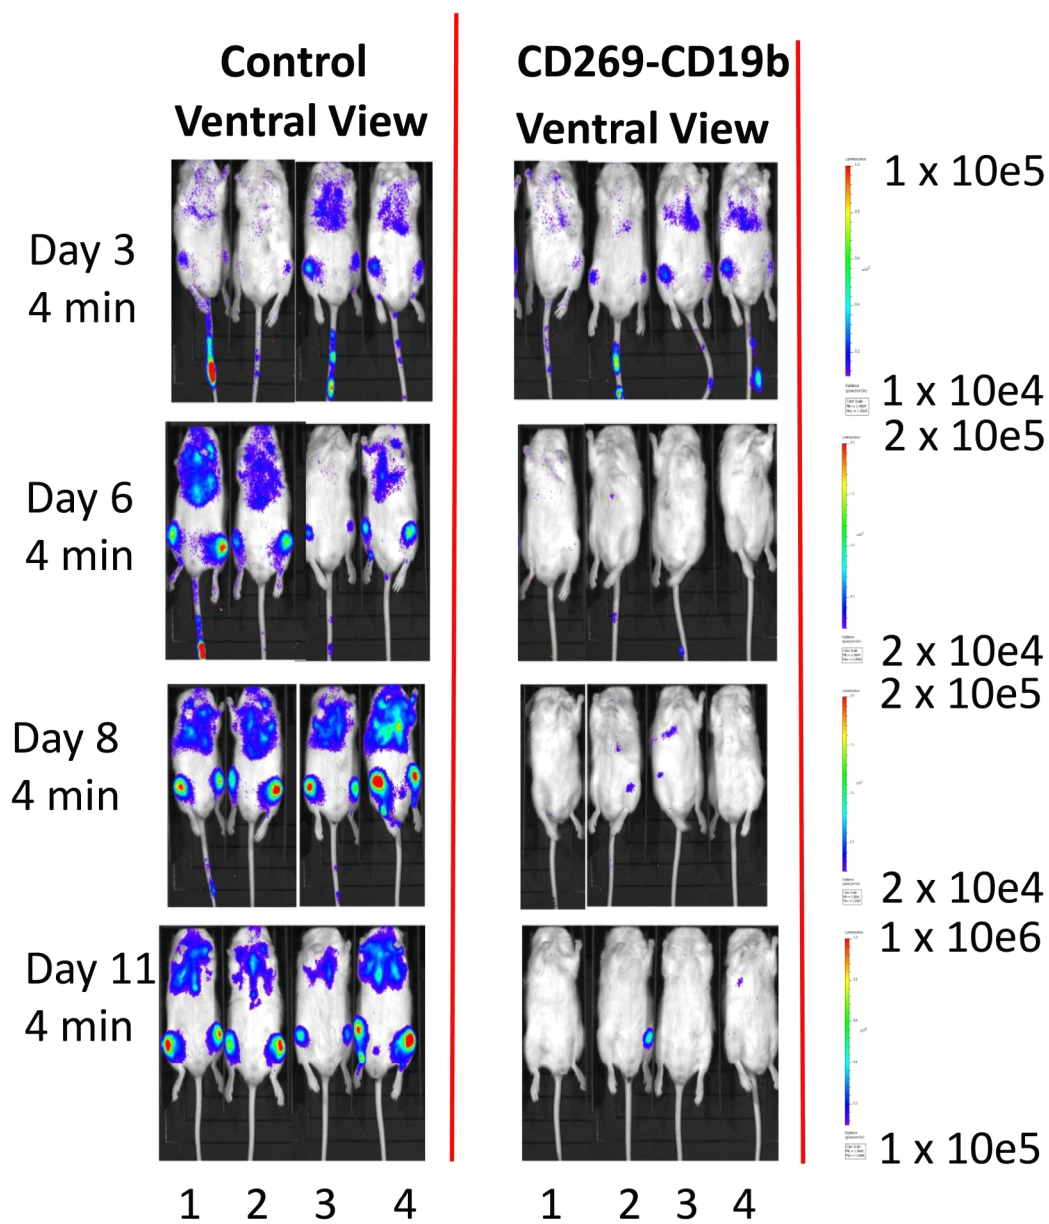 Control
Ventral View
CD269-CD19b
Ventral View
Day 3
4 min
1 x 10e5
1 x 10e4
Day 6
4 min
2 x 10e5
2 x 10e4
Day 8
4 min
2 x 10e5
2 x 10e4
Day 11
4 min
1 x 10e6
1 x 10e5
1 2 3 4
1 2 3 4